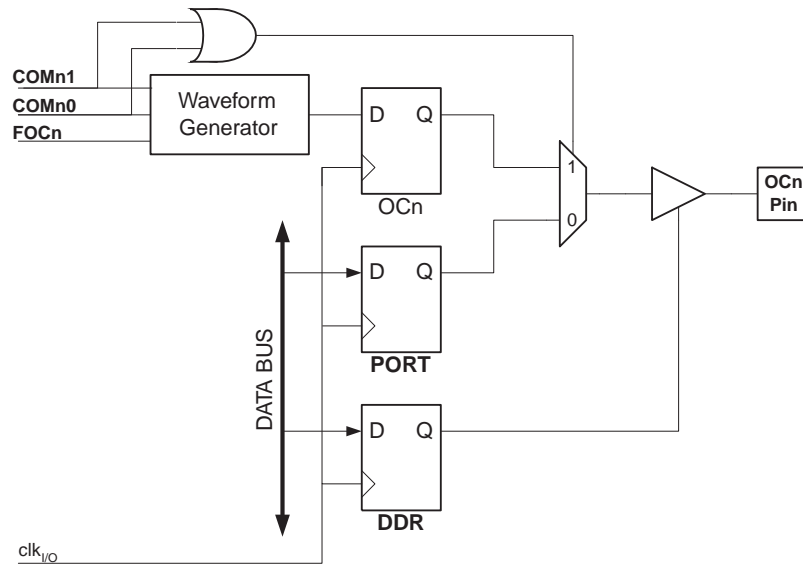 COMn1
COMn0
FOCn
Waveform
Generator
D Q
OCn
1
0
OCn
Pin
D Q
PORT
DATA BUS
D Q
DDR
clkI/O